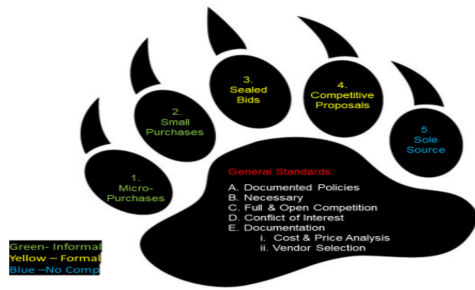 1.
Micro-
Purchases
2.
Small
Purchases
3.
Sealed
Bids
4.
Competitive
Proposals
5.
Sole
Source
General Standards:
A. Documented Policies
B. Necessary
C. Full & Open Competition
D. Conflict of Interest
E. Documentation
i. Cost & Price Analysis
ii. Vendor Selection
Green- Informal
Yellow – Formal
Blue –No Comp